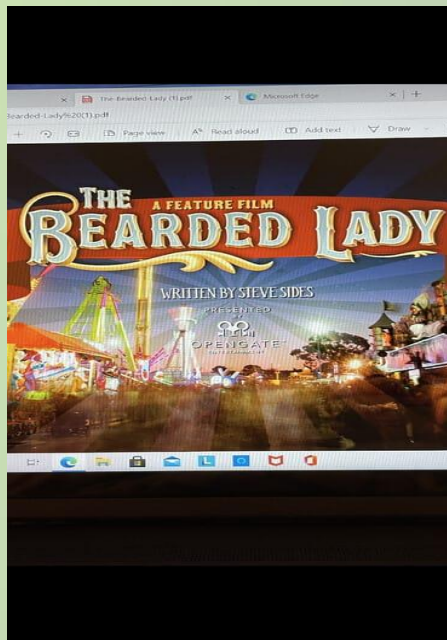 The-Bearded-Lady (1).pdf
Microsoft Edge
Bearded-Lady%20(1).pdf
Page view
Read aloud
Add text
Draw
THE
A FEATURE FILM
BEARDED LADY
WRITTEN BY STEVE SIDES
PRESENTED
OPENGATE
ENTERTAINMENT